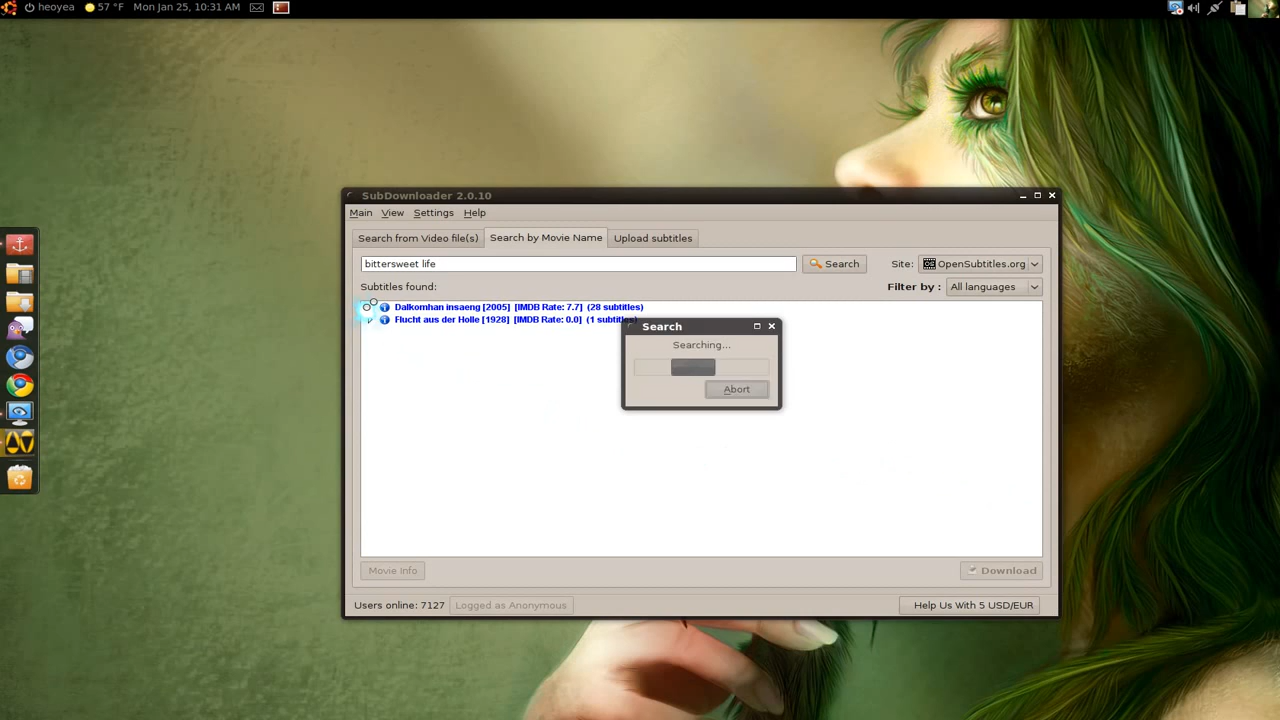 heoyea 57 °F Mon Jan 25, 10:31 AM
SubDownloader 2.0.10
Main View Settings Help
Search from Video file(s) Search by Movie Name Upload subtitles
bittersweet life Search Site: OpenSubtitles.org
Subtitles found: Filter by : All languages
Dalkomhan insaeng [2005] [IMDB Rate: 7.7] (28 subtitles)
Flucht aus der Holle [1928] [IMDB Rate: 0.0] (1 subtitles)
Search
Searching...
Abort
Movie Info Download
Users online: 7127 Logged as Anonymous Help Us With 5 USD/EUR